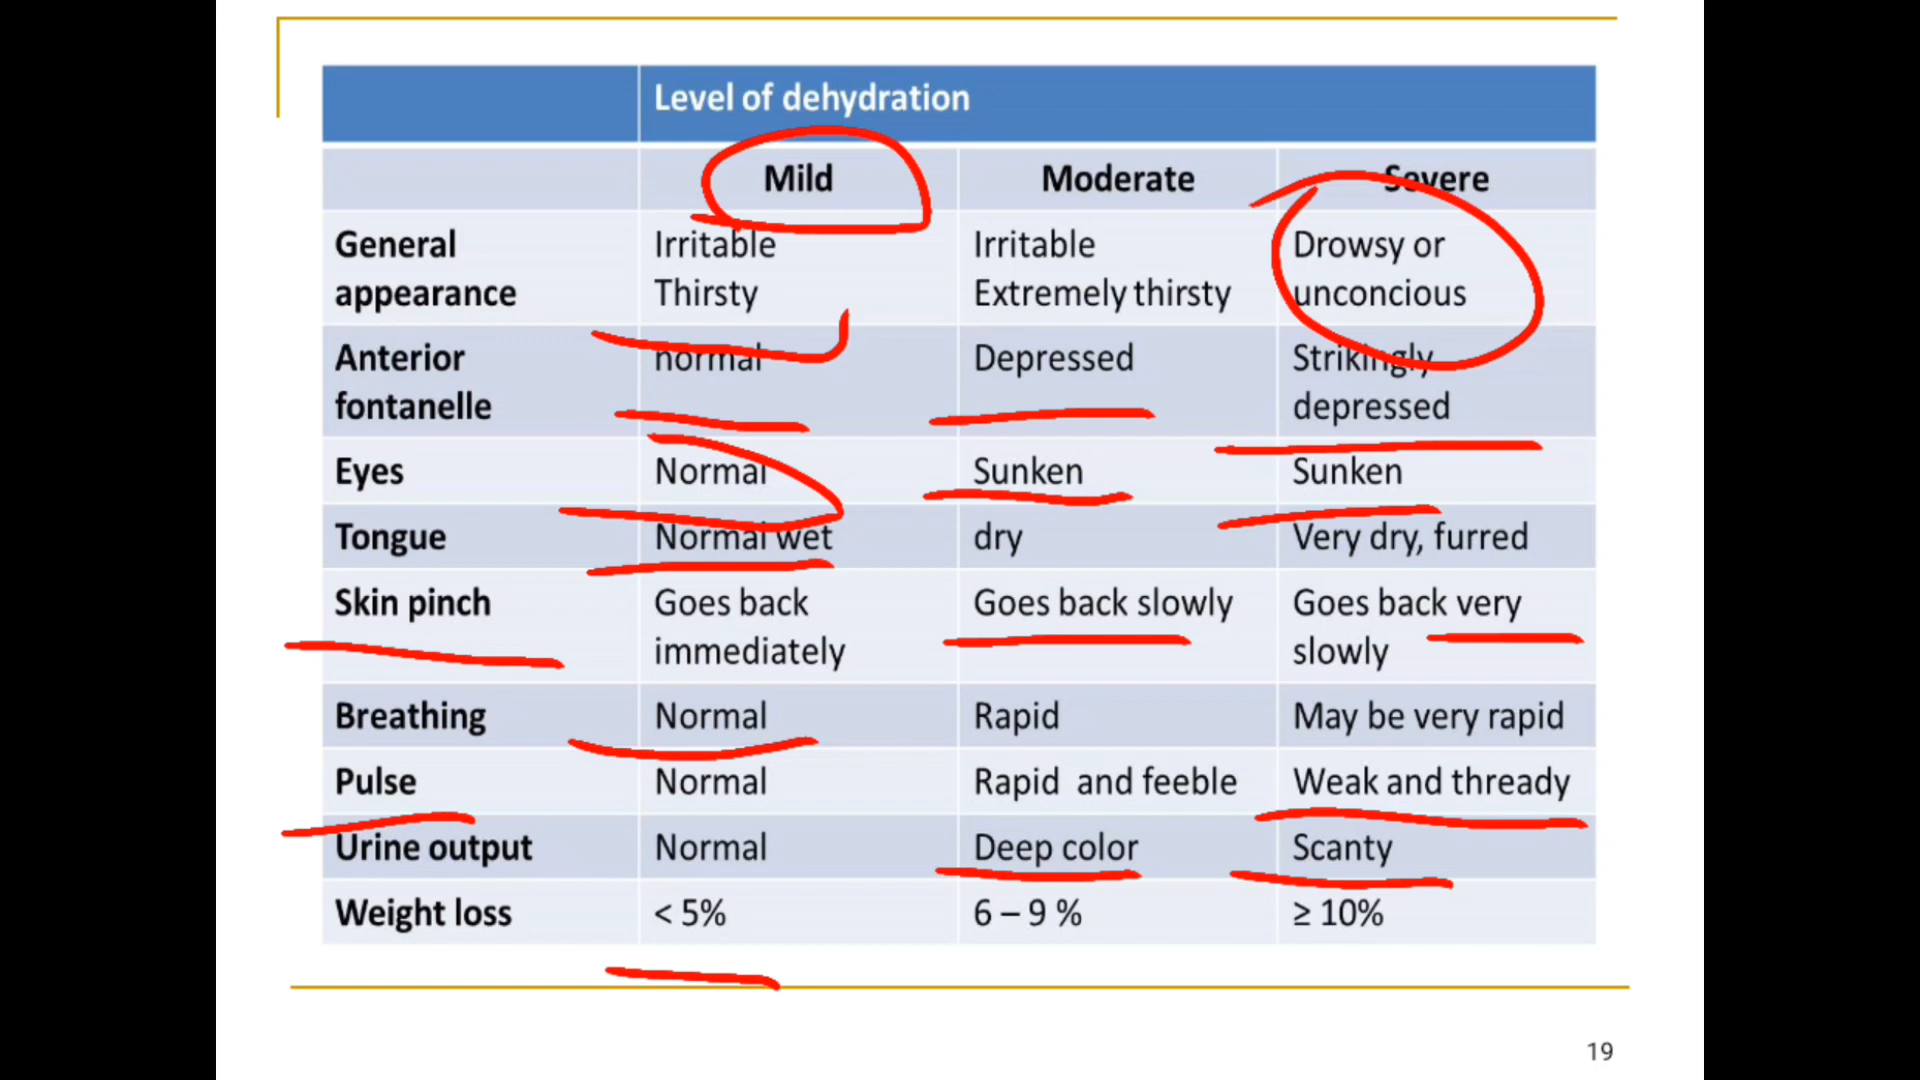 Level of dehydration
Mild Moderate Severe
General appearance Irritable Thirsty Irritable Extremely thirsty Drowsy or unconcious
Anterior fontanelle normal Depressed Strikingly depressed
Eyes Normal Sunken Sunken
Tongue Normal wet dry Very dry, furred
Skin pinch Goes back immediately Goes back slowly Goes back very slowly
Breathing Normal Rapid May be very rapid
Pulse Normal Rapid and feeble Weak and thready
Urine output Normal Deep color Scanty
Weight loss < 5% 6 – 9 % ≥ 10%
19